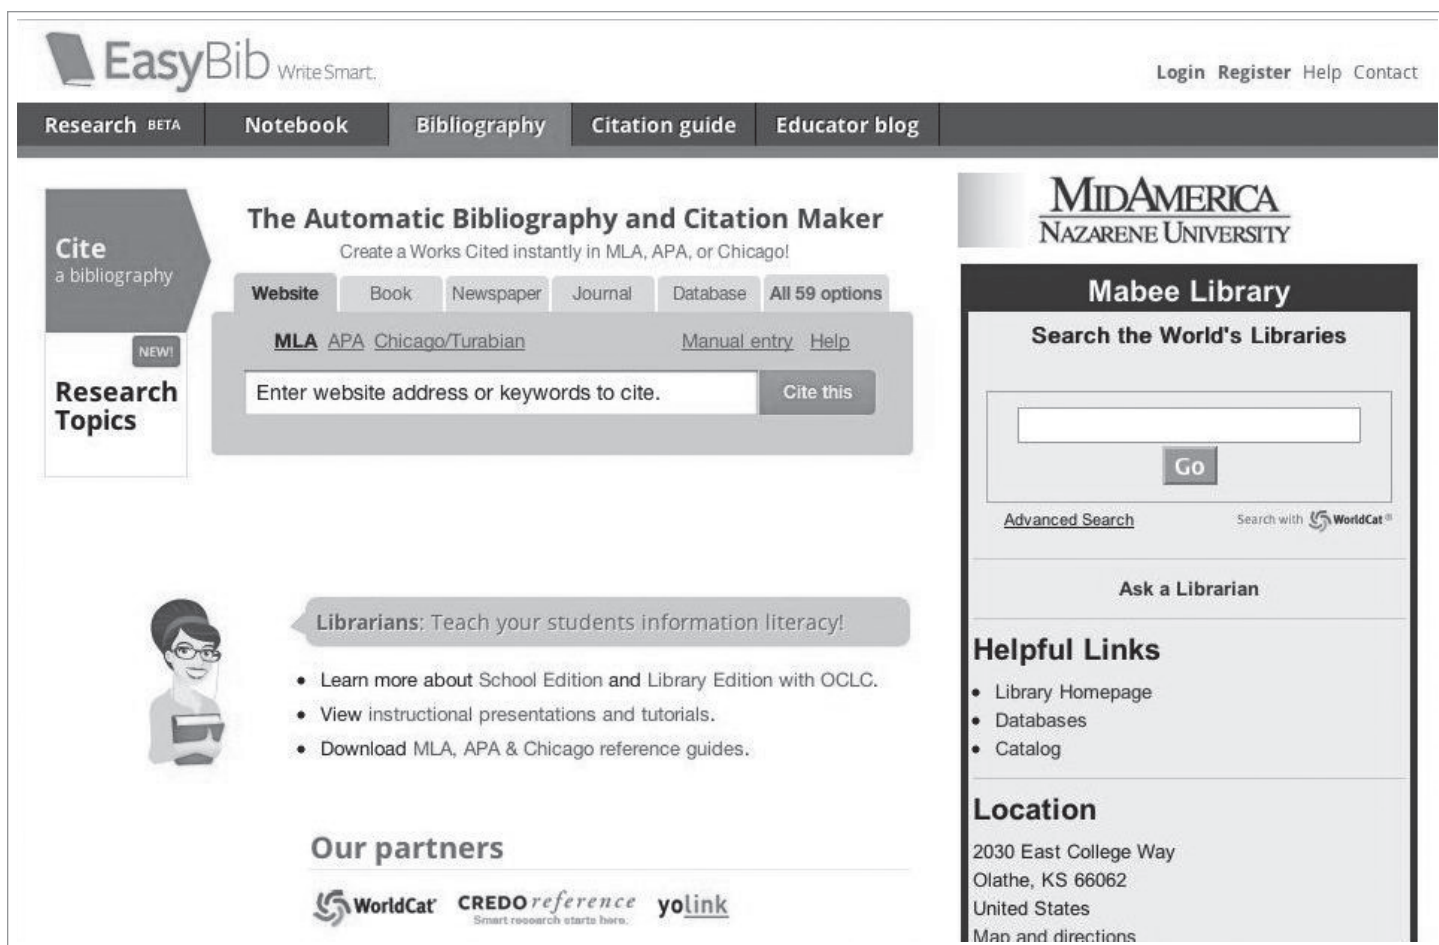 EasyBib Write Smart.
Login Register Help Contact
Research BETA Notebook Bibliography Citation guide Educator blog
Cite
a bibliography
NEW!
Research
Topics
The Automatic Bibliography and Citation Maker
Create a Works Cited instantly in MLA, APA, or Chicago!
Website Book Newspaper Journal Database All 59 options
MLA APA Chicago/Turabian Manual entry Help
Enter website address or keywords to cite. Cite this
Librarians: Teach your students information literacy!
• Learn more about School Edition and Library Edition with OCLC.
• View instructional presentations and tutorials.
• Download MLA, APA & Chicago reference guides.
Our partners
WorldCat CREDO reference yolink
Smart research starts here.
MIDAMERICA
NAZARENE UNIVERSITY
Mabee Library
Search the World's Libraries
Go
Advanced Search Search with WorldCat®
Ask a Librarian
Helpful Links
• Library Homepage
• Databases
• Catalog
Location
2030 East College Way
Olathe, KS 66062
United States
Map and directions